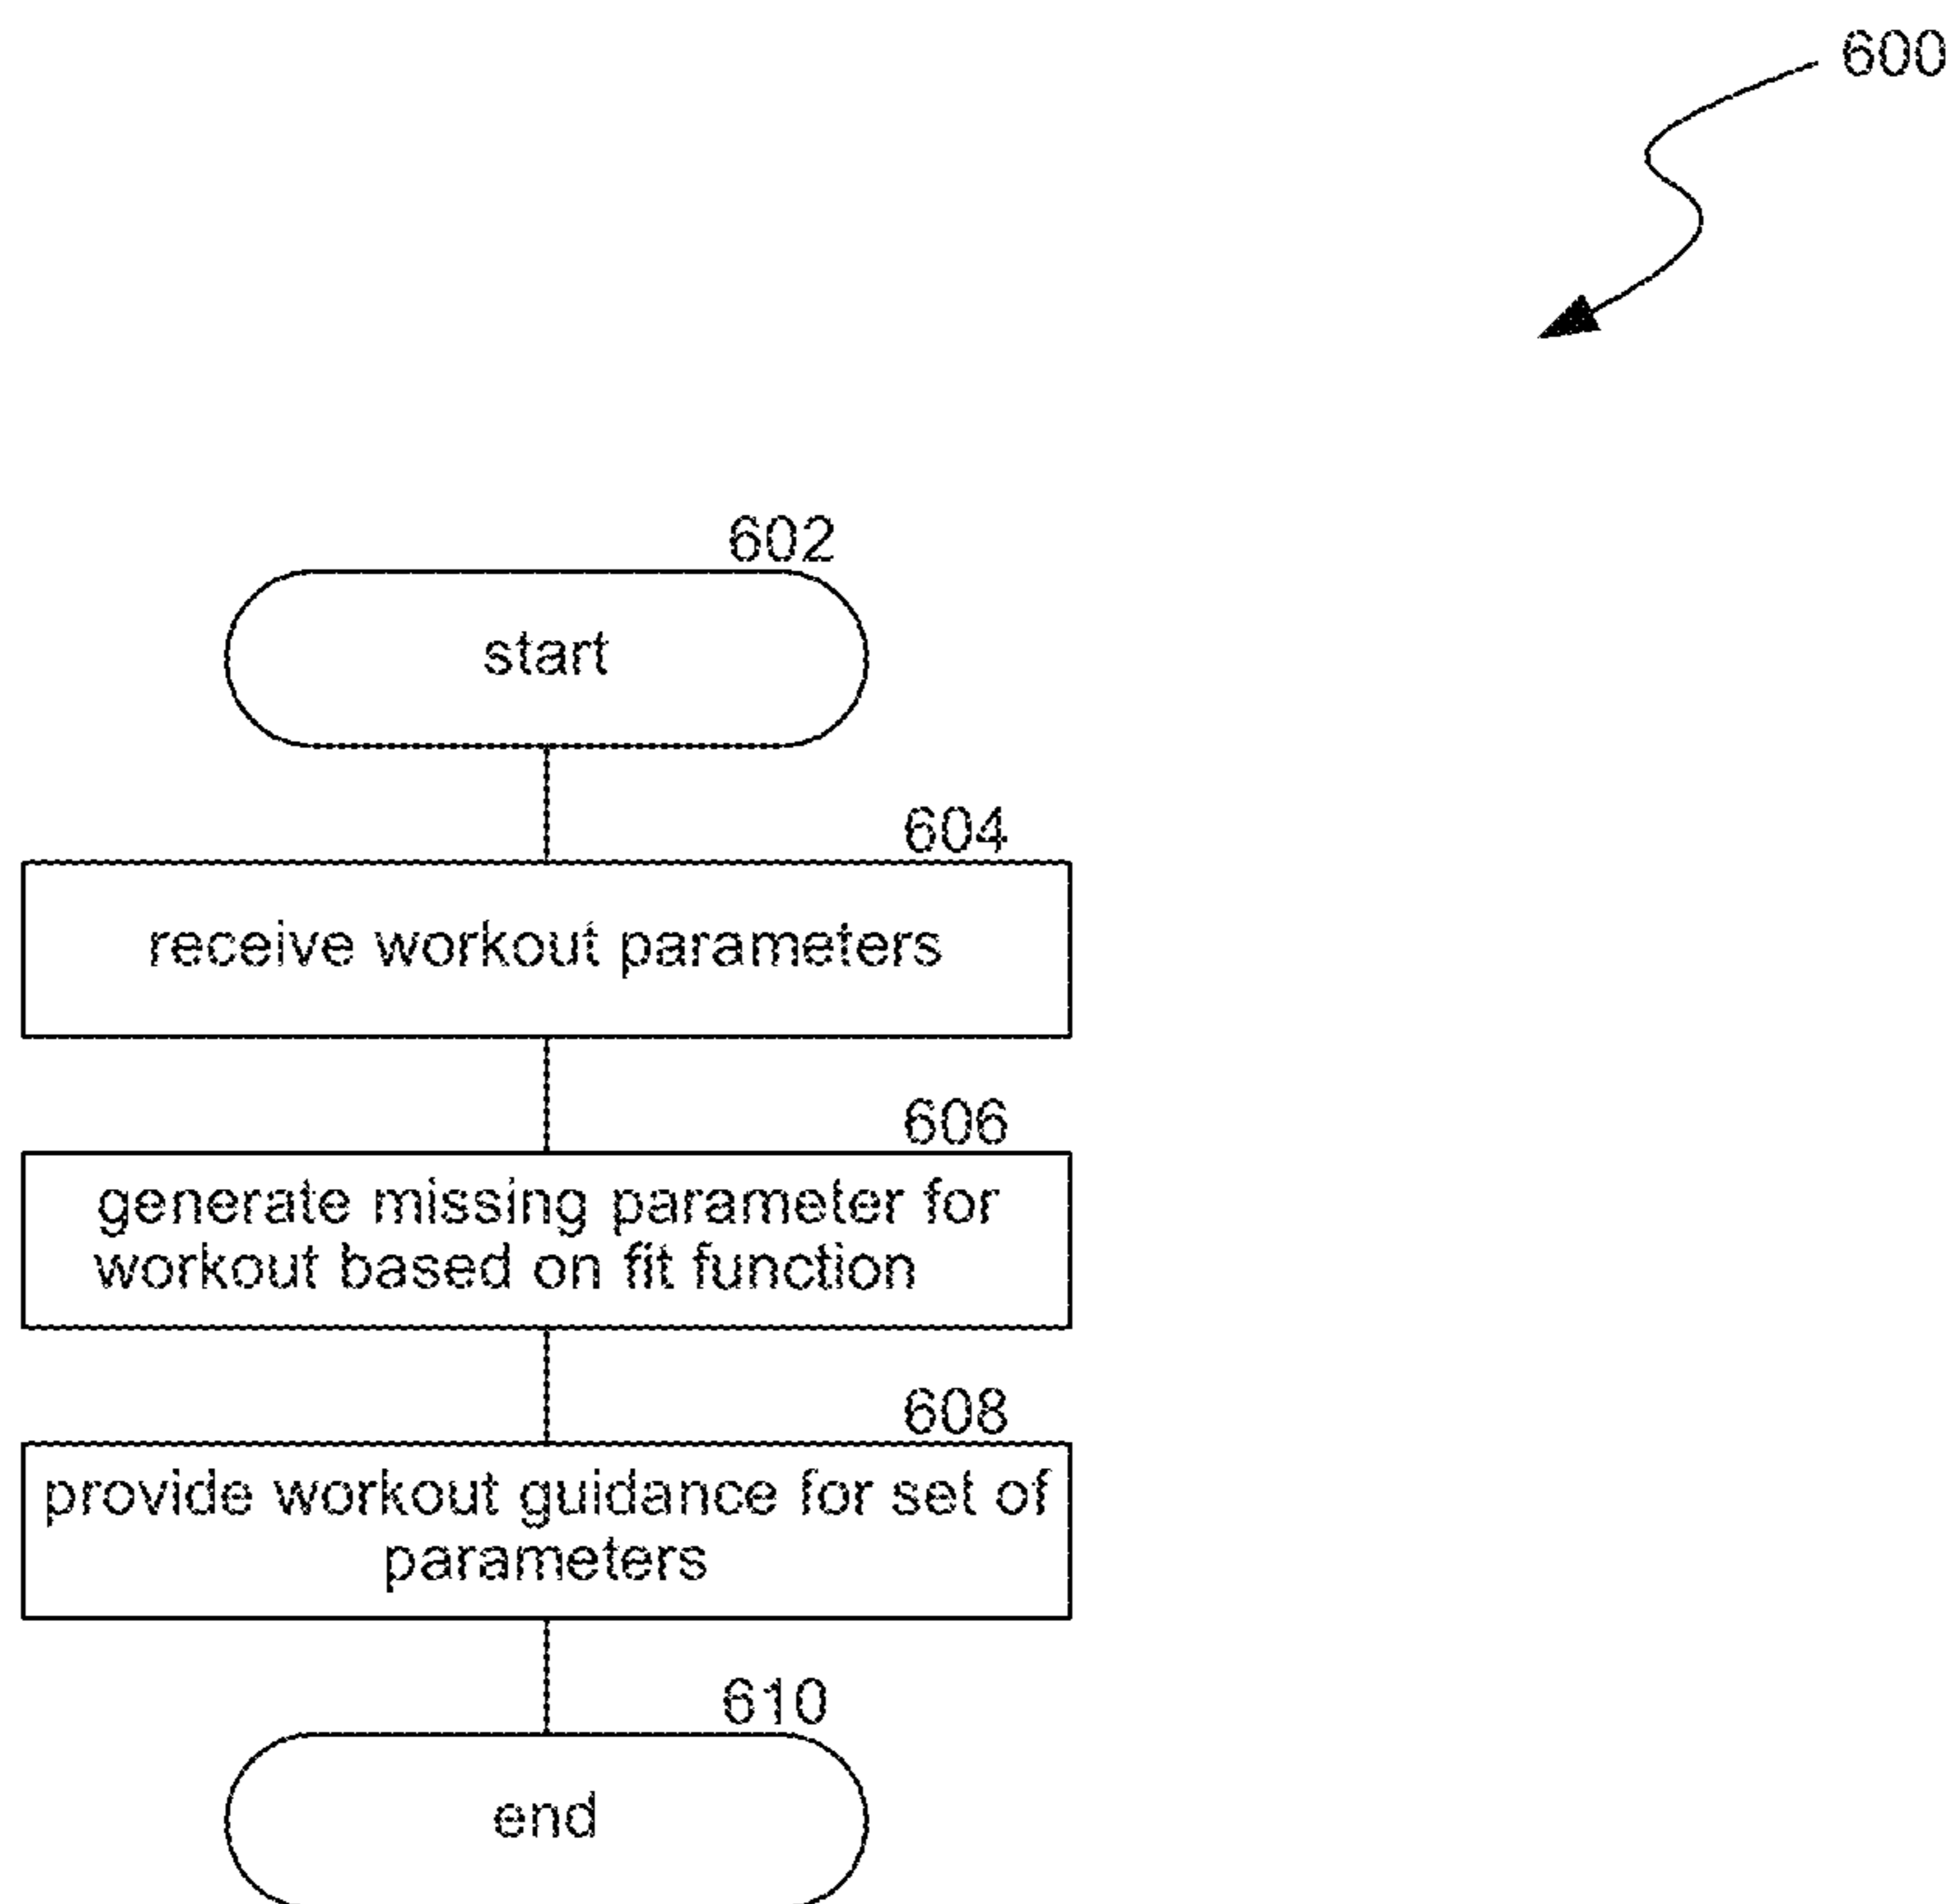 600
602
start
604
receive workout parameters
606
generate missing parameter for
workout based on fit function
608
provide workout guidance for set of
parameters
610
end